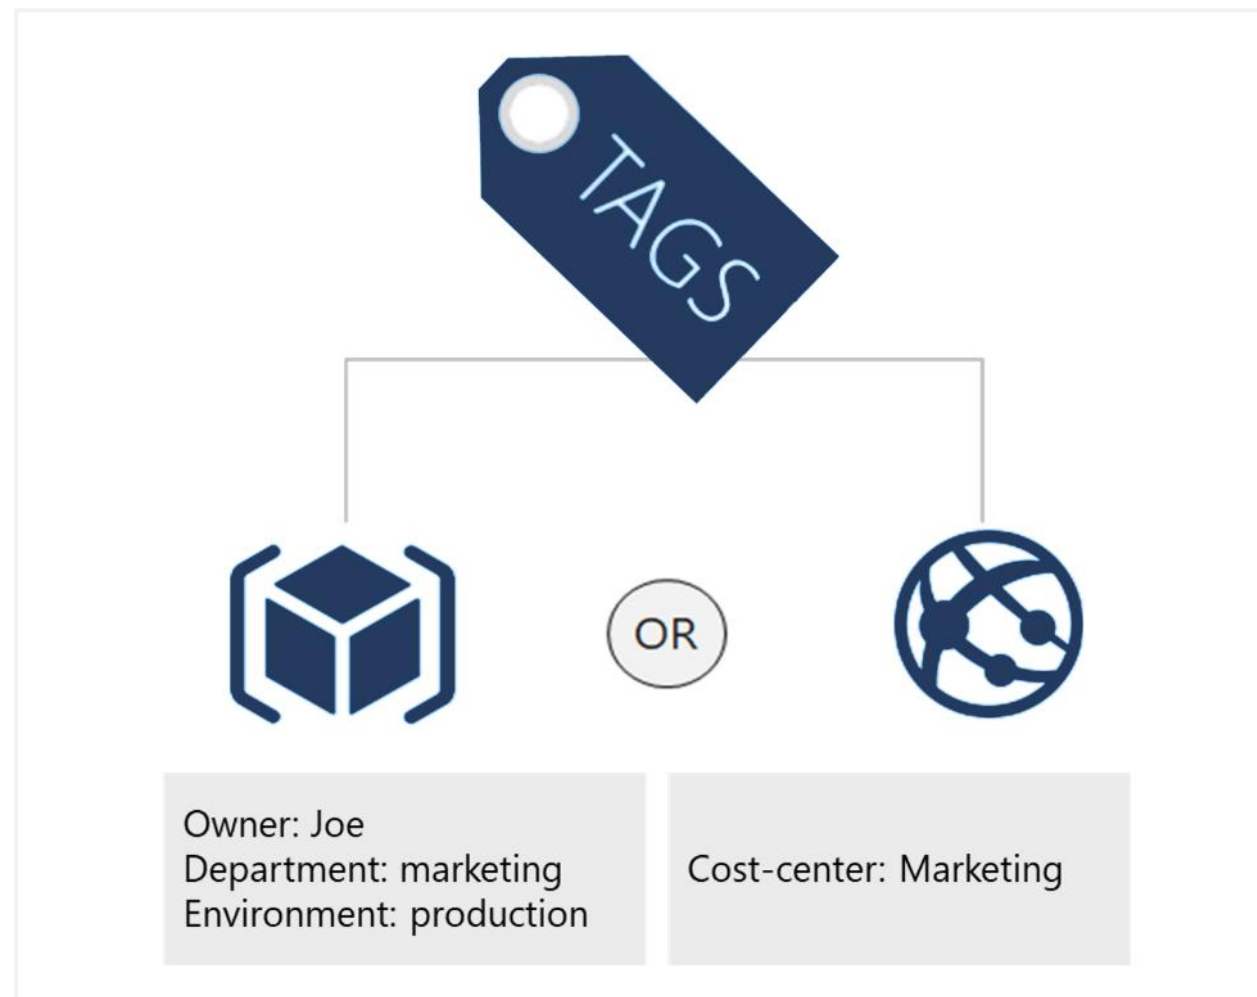 TAGS
OR
Owner: Joe
Department: marketing
Environment: production
Cost-center: Marketing